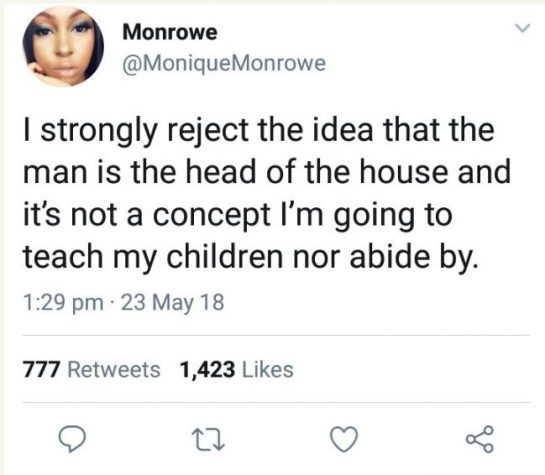 Monrowe
@MoniqueMonrowe
I strongly reject the idea that the
man is the head of the house and
it's not a concept I'm going to
teach my children nor abide by.
1:29 pm · 23 May 18
777 Retweets 1,423 Likes